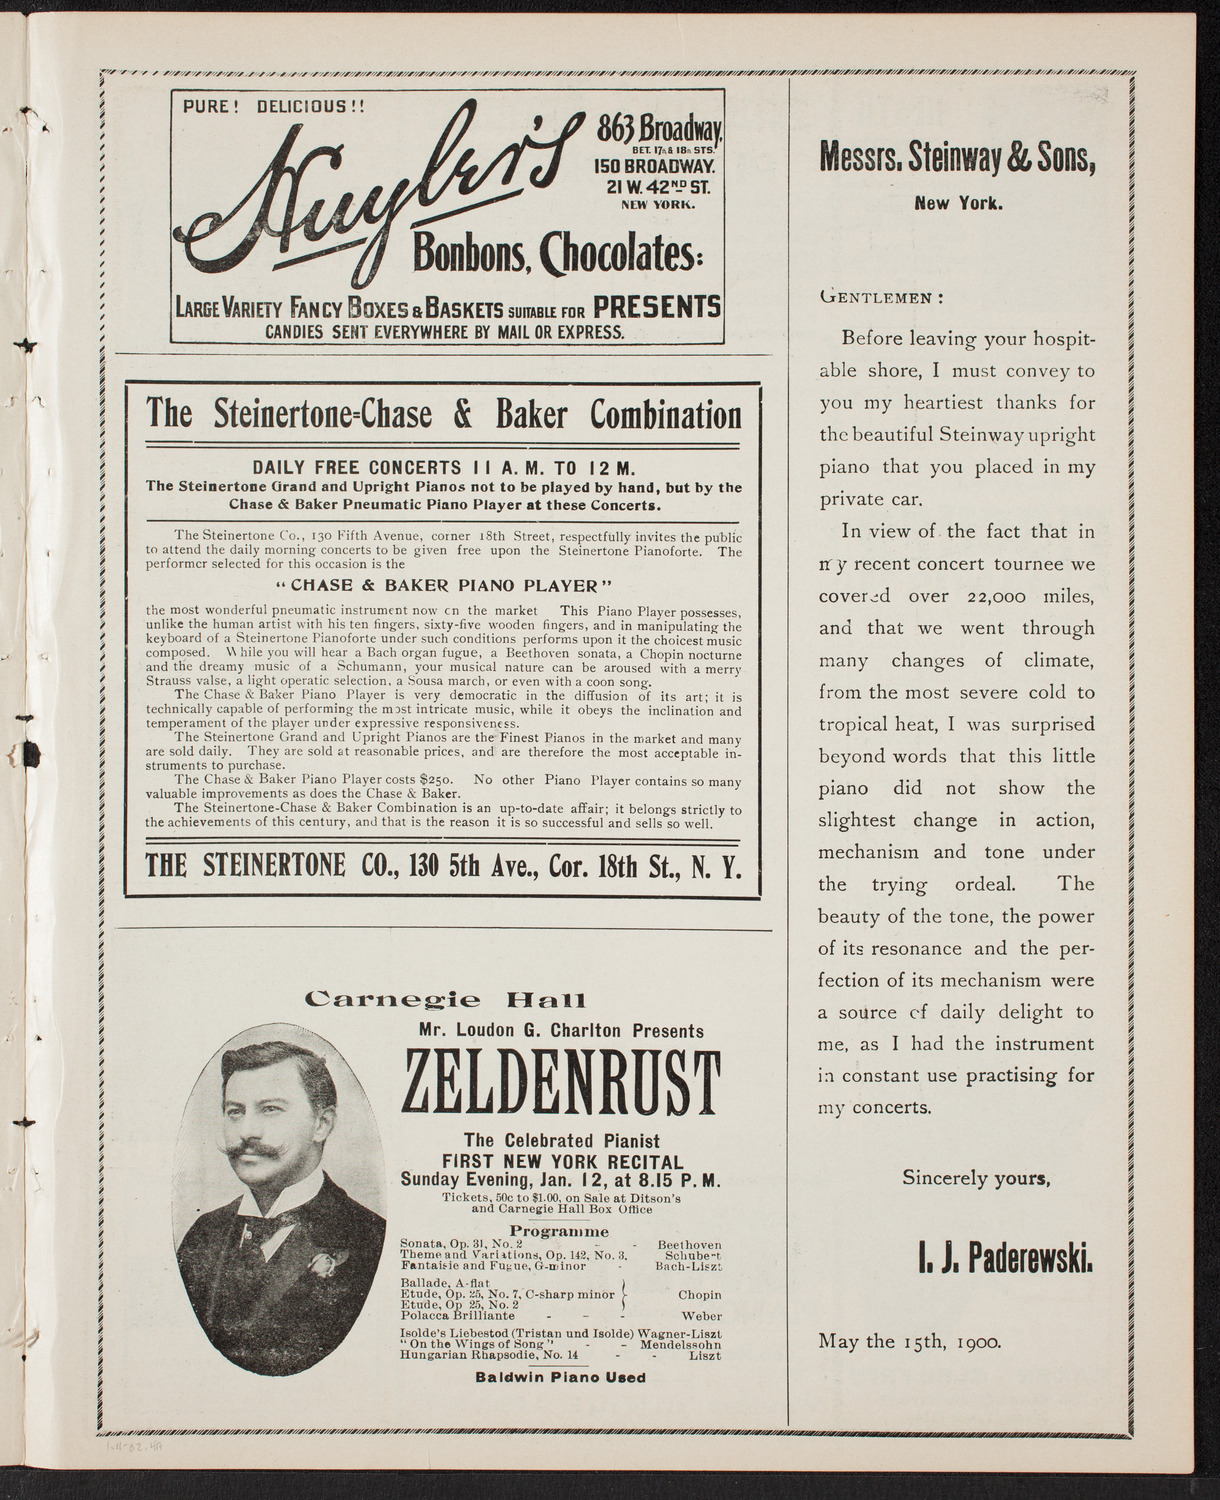 PURE! DELICIOUS!!
Huyler's
863 Broadway,
BET. 17th & 18th STS.
150 BROADWAY.
21 W. 42ND ST.
NEW YORK.
Bonbons, Chocolates:
LARGE VARIETY FANCY BOXES & BASKETS SUITABLE FOR PRESENTS
CANDIES SENT EVERYWHERE BY MAIL OR EXPRESS.
The Steinertone-Chase & Baker Combination
DAILY FREE CONCERTS 11 A. M. TO 12 M.
The Steinertone Grand and Upright Pianos not to be played by hand, but by the
Chase & Baker Pneumatic Piano Player at these Concerts.
The Steinertone Co., 130 Fifth Avenue, corner 18th Street, respectfully invites the public
to attend the daily morning concerts to be given free upon the Steinertone Pianoforte. The
performer selected for this occasion is the
"CHASE & BAKER PIANO PLAYER"
the most wonderful pneumatic instrument now on the market This Piano Player possesses,
unlike the human artist with his ten fingers, sixty-five wooden fingers, and in manipulating the
keyboard of a Steinertone Pianoforte under such conditions performs upon it the choicest music
composed. While you will hear a Bach organ fugue, a Beethoven sonata, a Chopin nocturne
and the dreamy music of a Schumann, your musical nature can be aroused with a merry
Strauss valse, a light operatic selection, a Sousa march, or even with a coon song.
The Chase & Baker Piano Player is very democratic in the diffusion of its art; it is
technically capable of performing the most intricate music, while it obeys the inclination and
temperament of the player under expressive responsiveness.
The Steinertone Grand and Upright Pianos are the Finest Pianos in the market and many
are sold daily. They are sold at reasonable prices, and are therefore the most acceptable in-
struments to purchase.
The Chase & Baker Piano Player costs $250. No other Piano Player contains so many
valuable improvements as does the Chase & Baker.
The Steinertone-Chase & Baker Combination is an up-to-date affair; it belongs strictly to
the achievements of this century, and that is the reason it is so successful and sells so well.
THE STEINERTONE CO., 130 5th Ave., Cor. 18th St., N. Y.
Carnegie Hall
Mr. Loudon G. Charlton Presents
ZELDENRUST
The Celebrated Pianist
FIRST NEW YORK RECITAL
Sunday Evening, Jan. 12, at 8.15 P. M.
Tickets, 50c to $1.00, on Sale at Ditson's
and Carnegie Hall Box Office
Programme
Sonata, Op. 31, No. 2 - - Beethoven
Theme and Variations, Op. 142, No. 3, Schubert
Fantaisie and Fugue, G-minor - Bach-Liszt
Ballade, A-flat
Etude, Op. 25, No. 7, C-sharp minor } Chopin
Etude, Op 25, No. 2
Polacca Brilliante - - - Weber
Isolde's Liebestod (Tristan und Isolde) Wagner-Liszt
"On the Wings of Song" - - Mendelssohn
Hungarian Rhapsodie, No. 14 - - Liszt
Baldwin Piano Used
Messrs. Steinway & Sons,
New York.
GENTLEMEN:
Before leaving your hospit-
able shore, I must convey to
you my heartiest thanks for
the beautiful Steinway upright
piano that you placed in my
private car.
In view of the fact that in
my recent concert tournee we
covered over 22,000 miles,
and that we went through
many changes of climate,
from the most severe cold to
tropical heat, I was surprised
beyond words that this little
piano did not show the
slightest change in action,
mechanism and tone under
the trying ordeal. The
beauty of the tone, the power
of its resonance and the per-
fection of its mechanism were
a source of daily delight to
me, as I had the instrument
in constant use practising for
my concerts.
Sincerely yours,
I. J. Paderewski.
May the 15th, 1900.